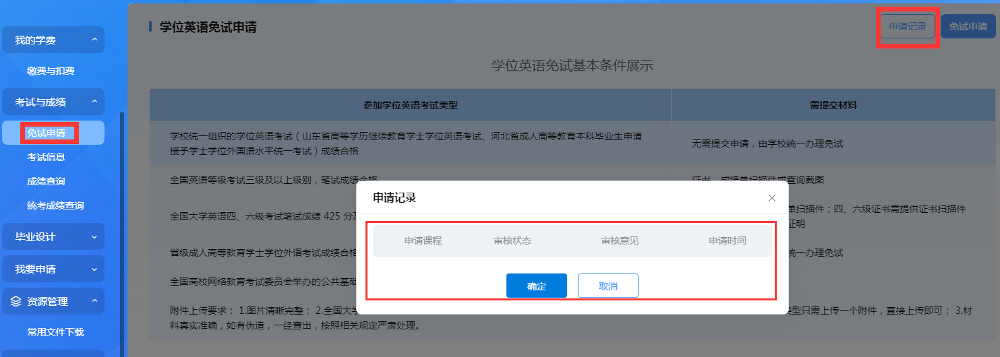 我的学费
缴费与扣费
考试与成绩
免试申请
考试信息
成绩查询
统考成绩查询
毕业设计
我要申请
资源管理
常用文件下载
学位英语免试申请
申请记录
免试申请
学位英语免试基本条件展示
参加学位英语考试类型
需提交材料
学校统一组织的学位英语考试（山东省高等学历继续教育学士学位英语考试、河北省成人高等教育本科毕业生申请
授予学士学位外国语水平统一考试）成绩合格
无需提交申请，由学校统一办理免试
全国英语等级考试三级及以上级别，笔试成绩合格
证书、成绩单扫描件或查询截图
全国大学英语四、六级考试笔试成绩 425 分
单扫描件；四、六级证书需提供证书扫描件
证明
省级成人高等教育学士学位外语考试成绩合格
统一办理免试
全国高校网络教育考试委员会举办的公共基础
附件上传要求： 1.图片清晰完整； 2.全国大
类型只需上传一个附件，直接上传即可； 3.材
料真实准确，如有伪造，一经查出，按照相关规定严肃处理。
申请记录
申请课程
审核状态
审核意见
申请时间
确定
取消